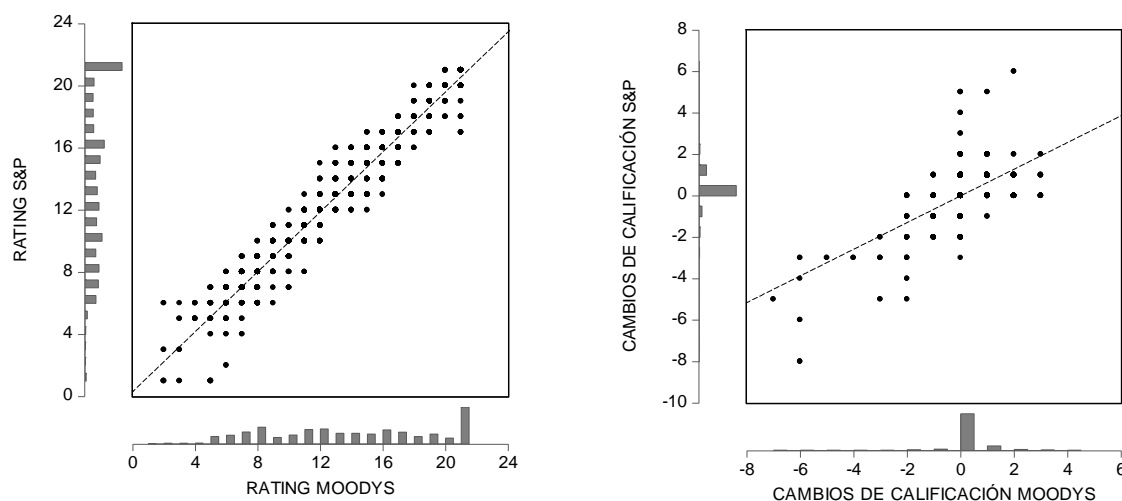 24
20
16
12
8
4
0
RATING S&P
0 4 8 12 16 20 24
RATING MOODYS
8
6
4
2
0
-2
-4
-6
-8
-10
CAMBIOS DE CALIFICACIÓN S&P
-8 -6 -4 -2 0 2 4 6
CAMBIOS DE CALIFICACIÓN MOODYS